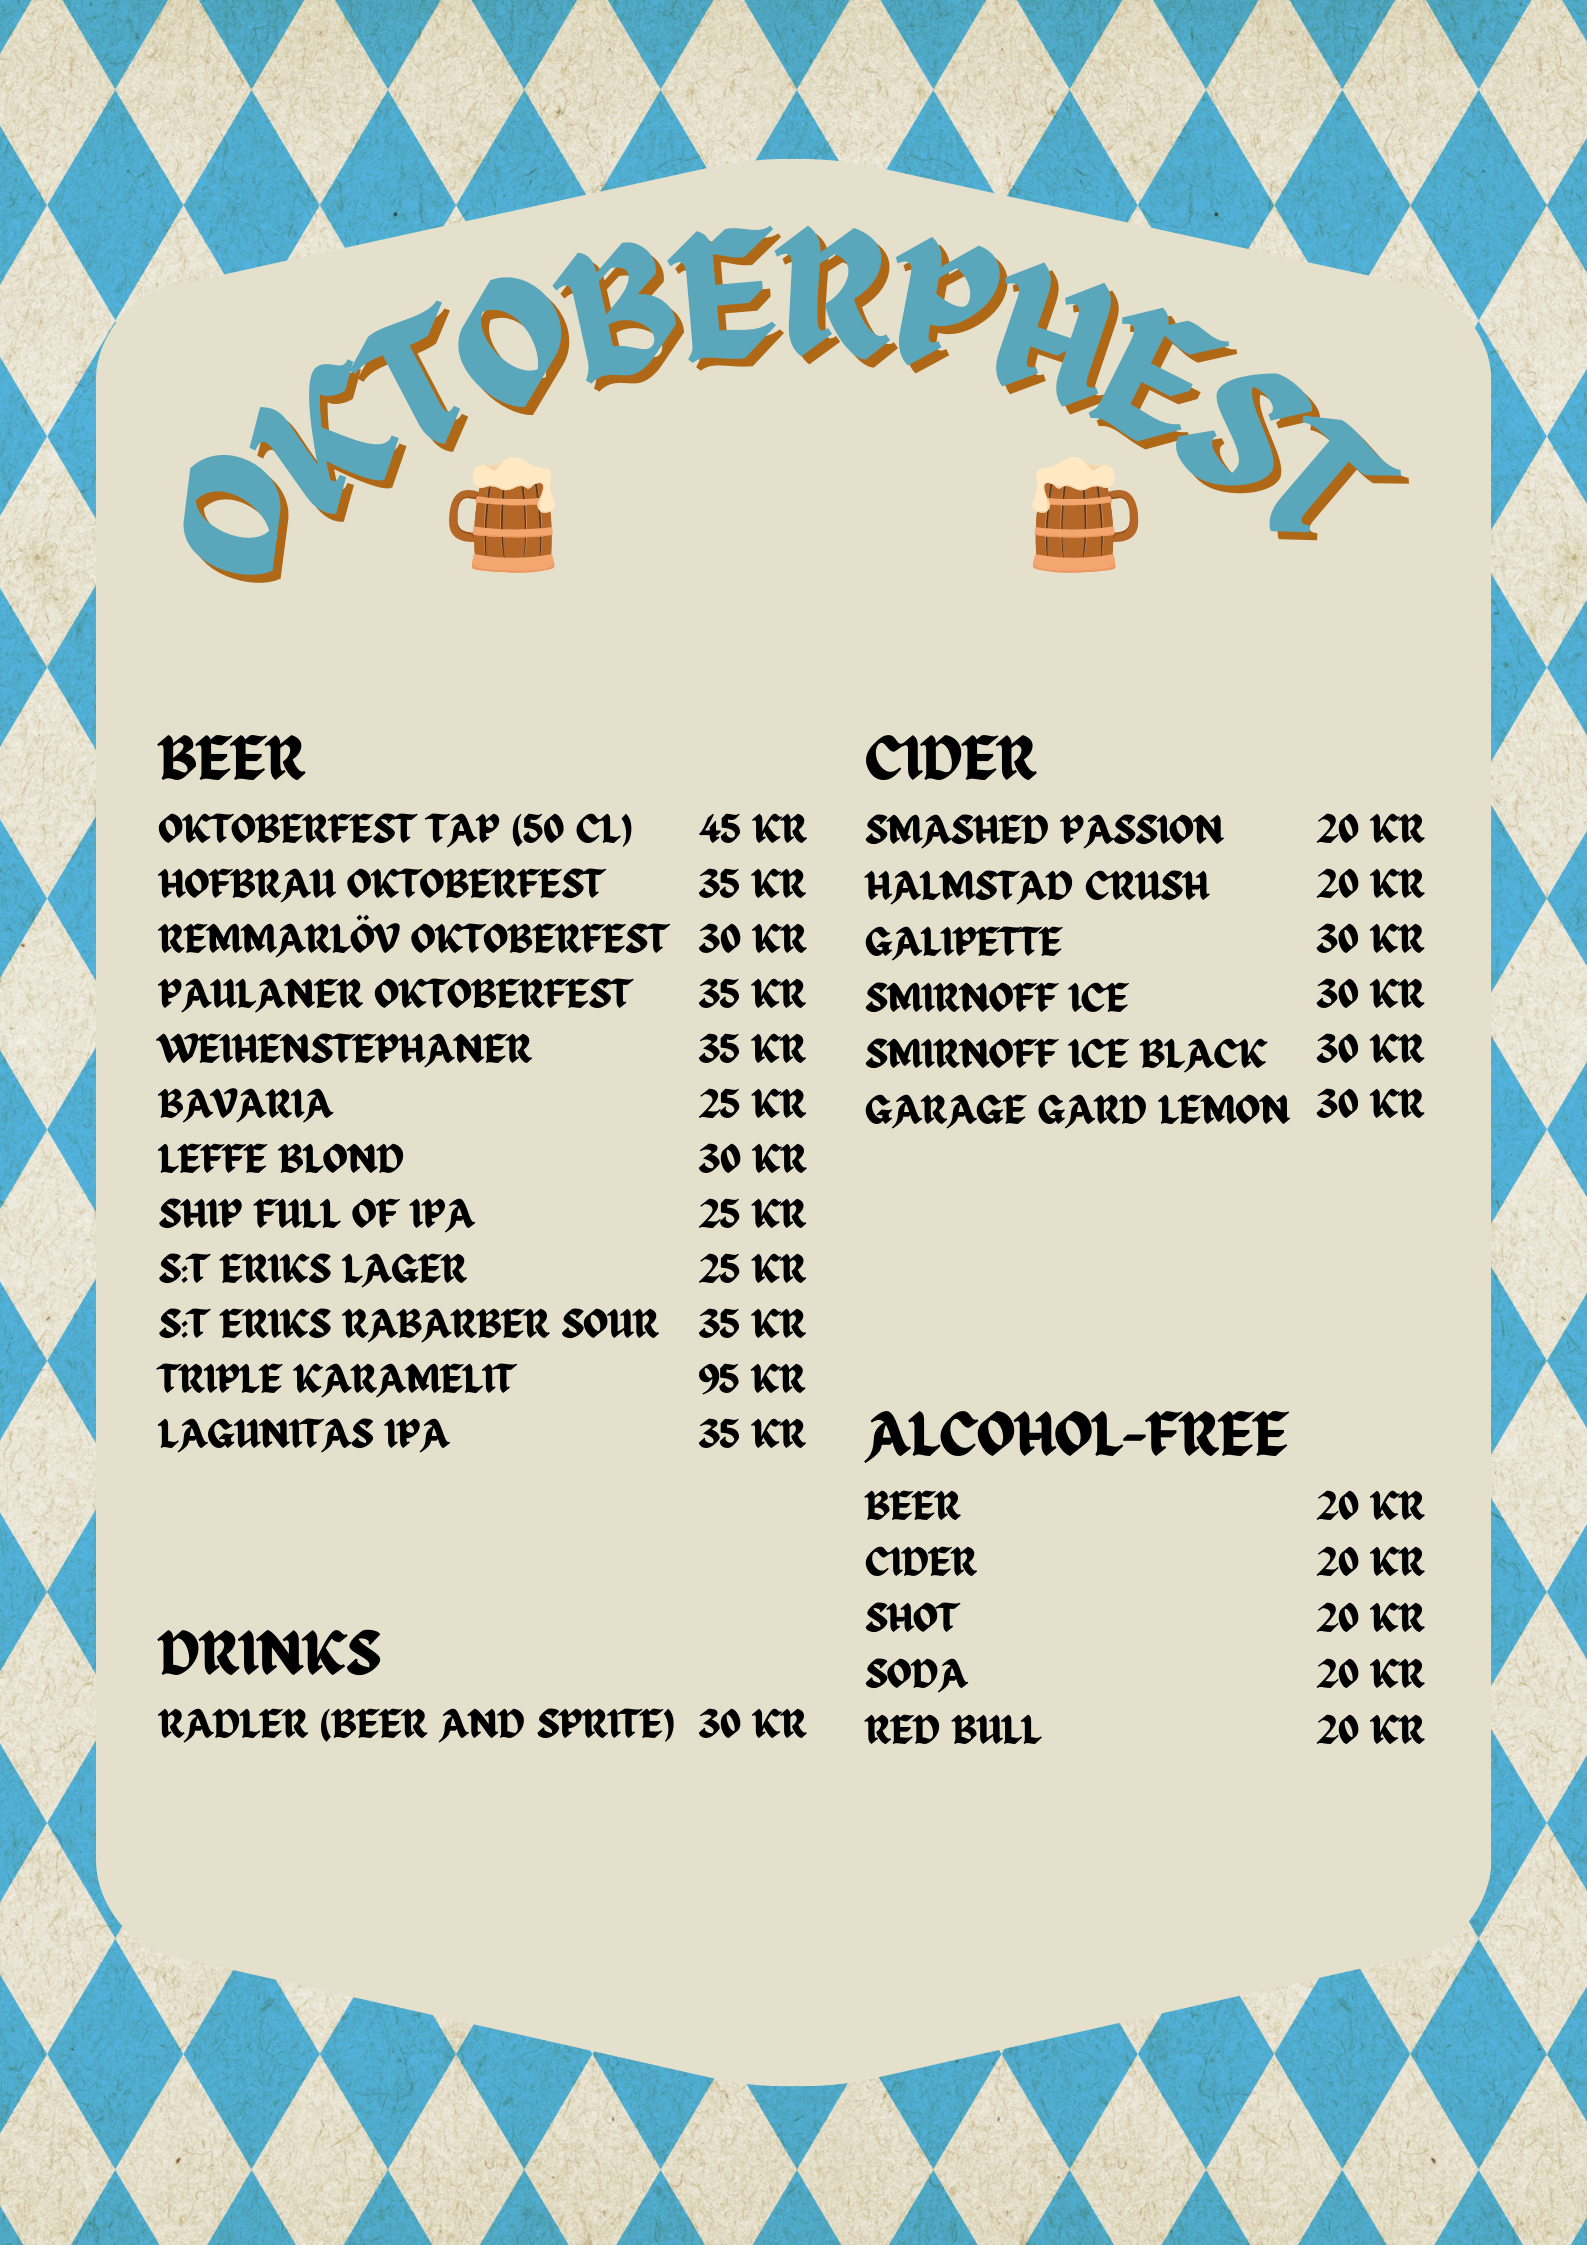 OKTOBERPHEST
BEER
OKTOBERFEST TAP (50 CL) 45 KR
HOFBRAU OKTOBERFEST 35 KR
REMMARLÖV OKTOBERFEST 30 KR
PAULANER OKTOBERFEST 35 KR
WEIHENSTEPHANER 35 KR
BAVARIA 25 KR
LEFFE BLOND 30 KR
SHIP FULL OF IPA 25 KR
S:T ERIKS LAGER 25 KR
S:T ERIKS RABARBER SOUR 35 KR
TRIPLE KARAMELIT 95 KR
LAGUNITAS IPA 35 KR
DRINKS
RADLER (BEER AND SPRITE) 30 KR
CIDER
SMASHED PASSION 20 KR
HALMSTAD CRUSH 20 KR
GALIPETTE 30 KR
SMIRNOFF ICE 30 KR
SMIRNOFF ICE BLACK 30 KR
GARAGE GARD LEMON 30 KR
ALCOHOL-FREE
BEER 20 KR
CIDER 20 KR
SHOT 20 KR
SODA 20 KR
RED BULL 20 KR